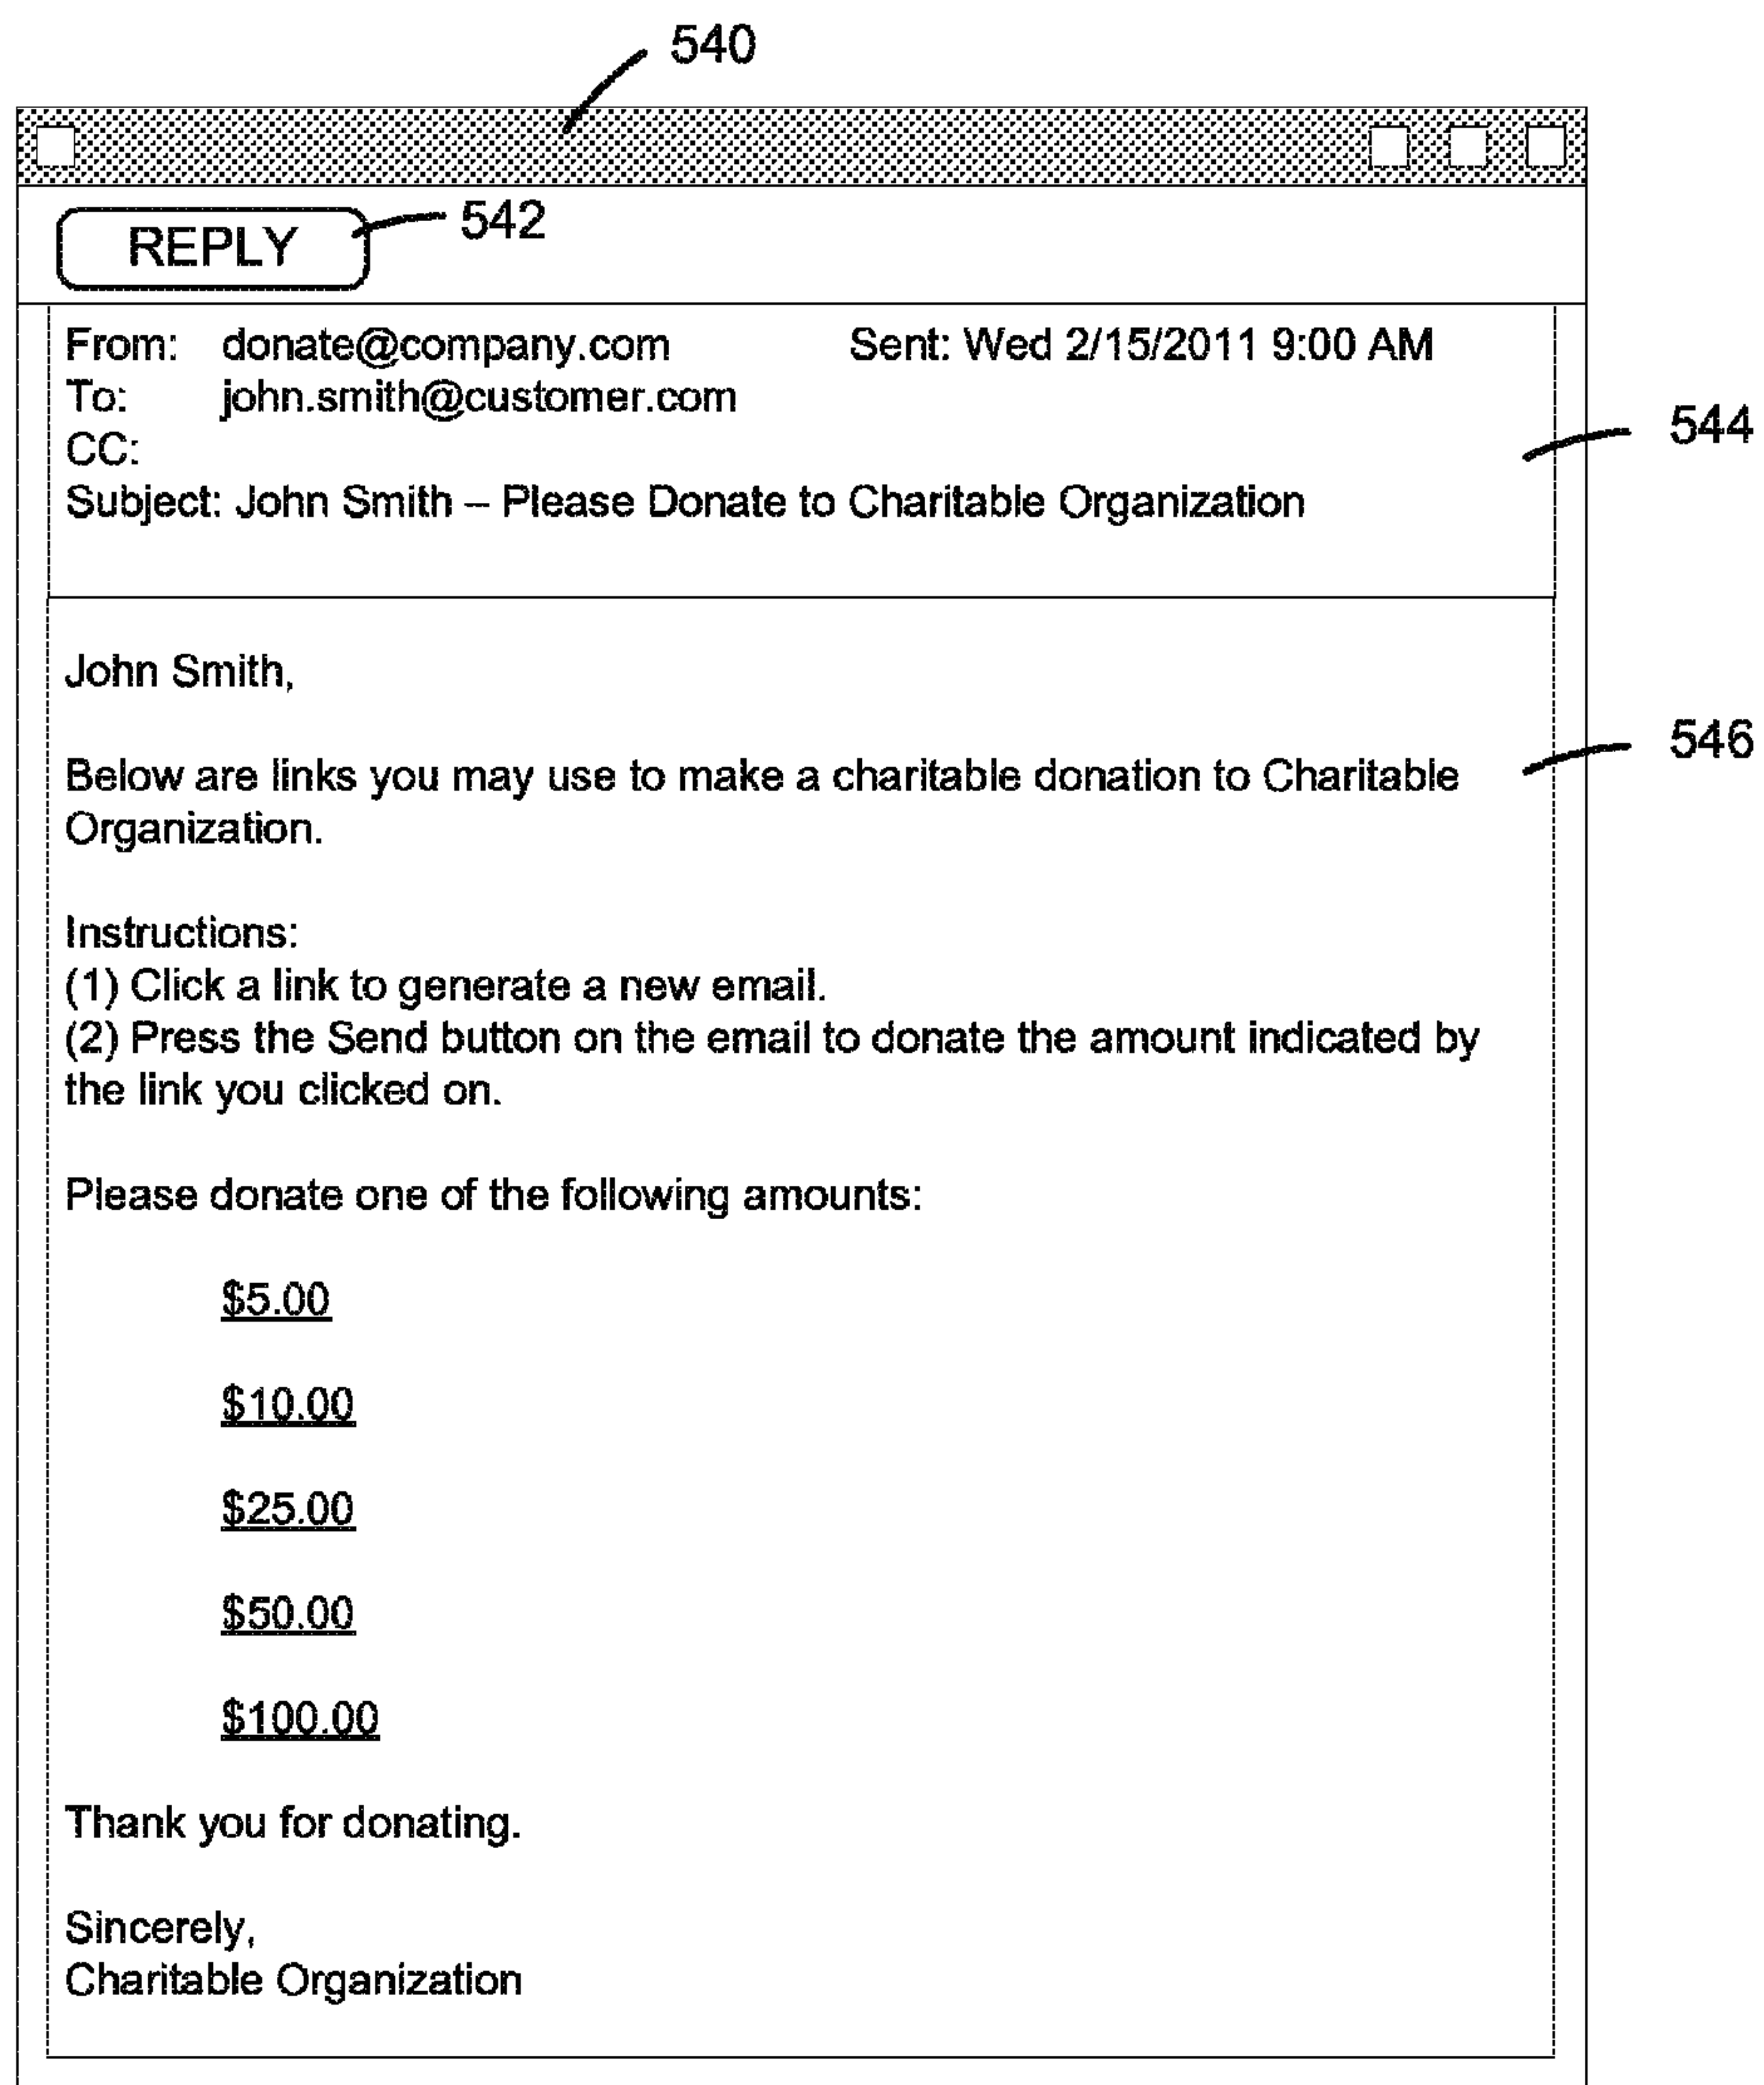 540
REPLY
542
From: donate@company.com Sent: Wed 2/15/2011 9:00 AM
To: john.smith@customer.com
CC:
544
Subject: John Smith – Please Donate to Charitable Organization
John Smith,
546
Below are links you may use to make a charitable donation to Charitable
Organization.
Instructions:
(1) Click a link to generate a new email.
(2) Press the Send button on the email to donate the amount indicated by
the link you clicked on.
Please donate one of the following amounts:
$5.00
$10.00
$25.00
$50.00
$100.00
Thank you for donating.
Sincerely,
Charitable Organization